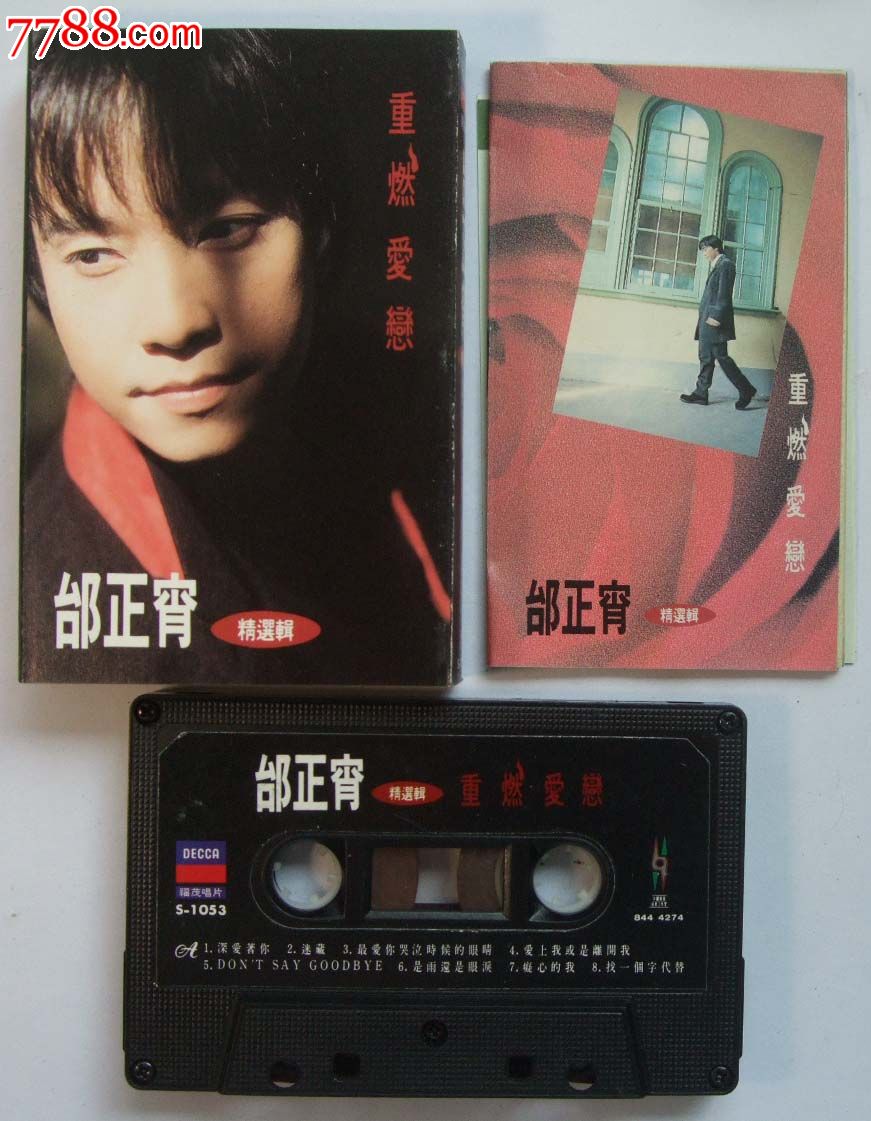 7788.com
重燃愛戀
邰正宵
精選輯
重燃愛戀
邰正宵
精選輯
邰正宵 精選輯 重燃愛戀
DECCA
福茂唱片
S-1053
844 4274
A 1.深愛著你 2.迷藏 3.最愛你哭泣時候的眼睛 4.愛上我或是離開我
5.DON'T SAY GOODBYE 6.是雨還是眼淚 7.癡心的我 8.找一個字代替